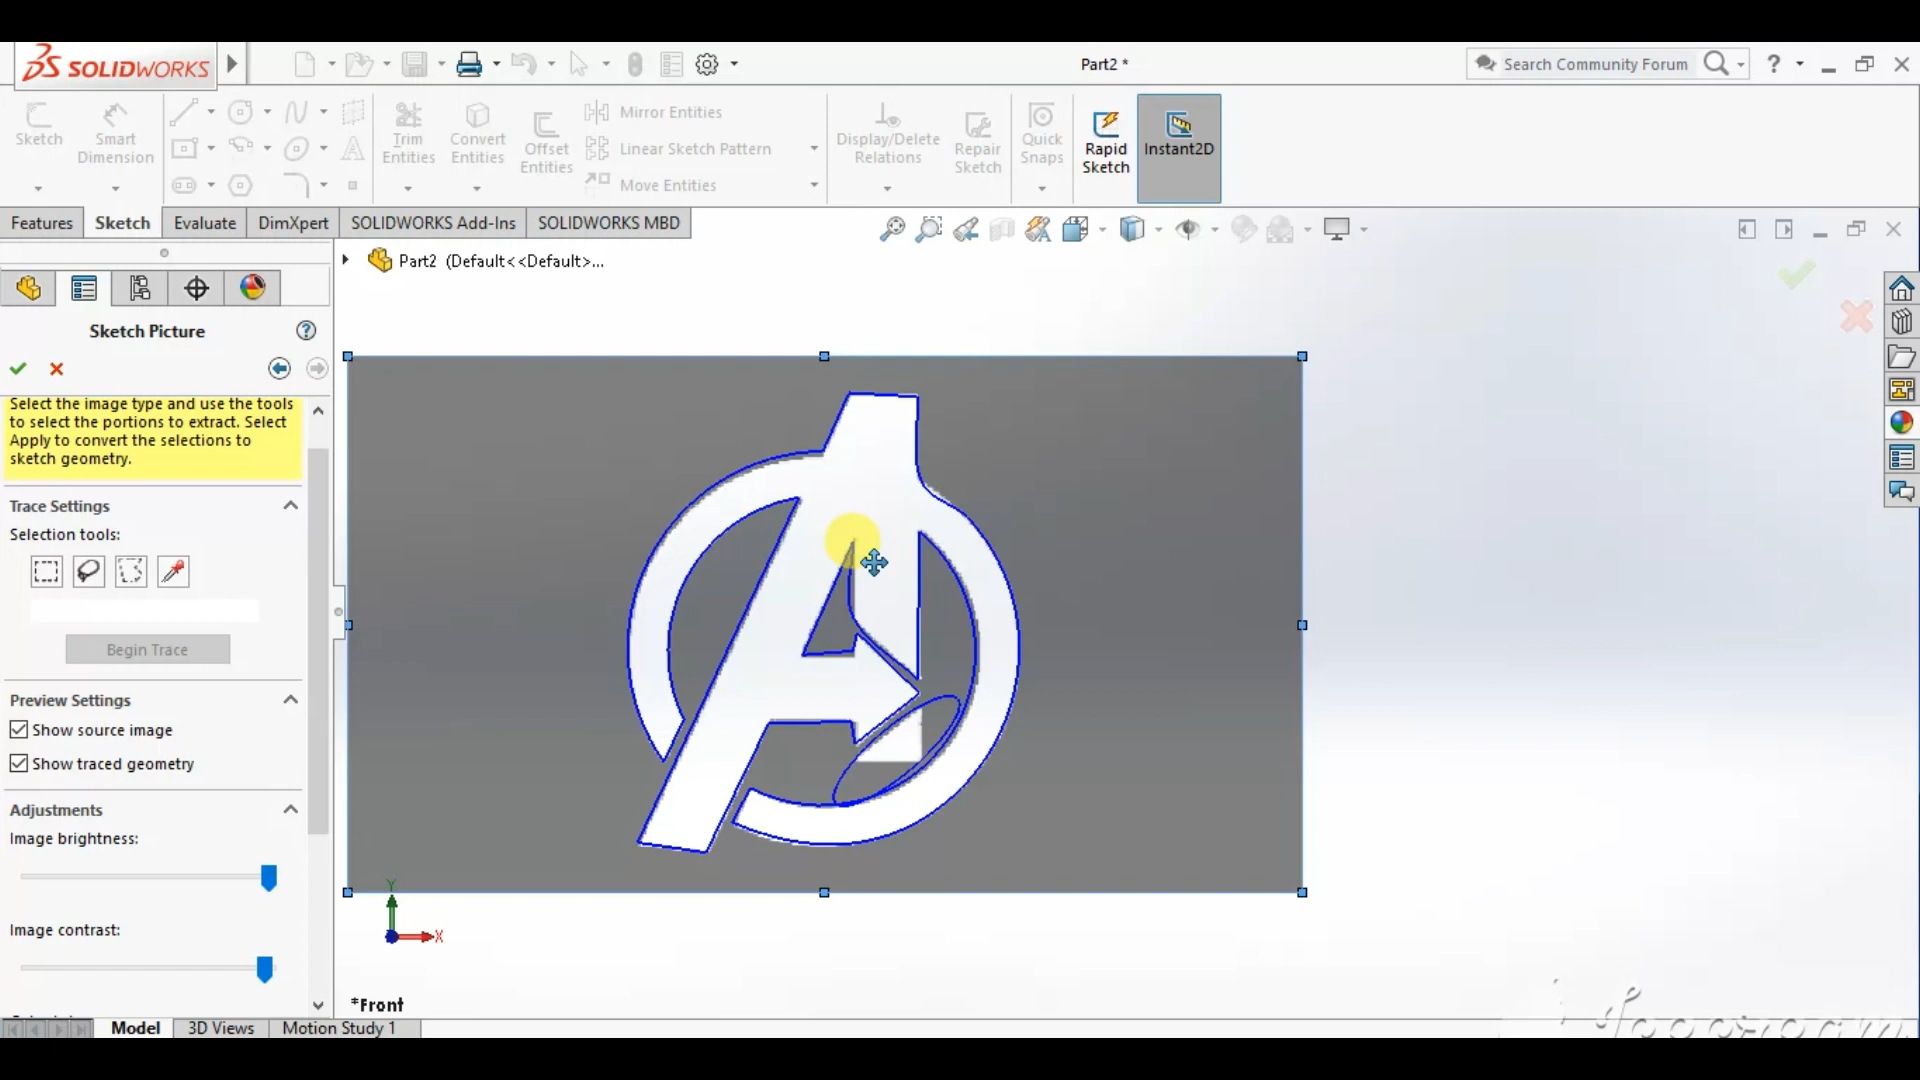 SOLIDWORKS
Part2 *
Search Community Forum
?
Sketch
Smart
Dimension
Trim
Entities
Convert
Entities
Offset
Entities
Mirror Entities
Linear Sketch Pattern
Move Entities
Display/Delete
Relations
Repair
Sketch
Quick
Snaps
Rapid
Sketch
Instant2D
Features
Sketch
Evaluate
DimXpert
SOLIDWORKS Add-Ins
SOLIDWORKS MBD
Part2 (Default<<Default>...
Sketch Picture
?
Select the image type and use the tools
to select the portions to extract. Select
Apply to convert the selections to
sketch geometry.
Trace Settings
Selection tools:
Begin Trace
Preview Settings
Show source image
Show traced geometry
Adjustments
Image brightness:
Image contrast:
Y
X
*Front
Model
3D Views
Motion Study 1